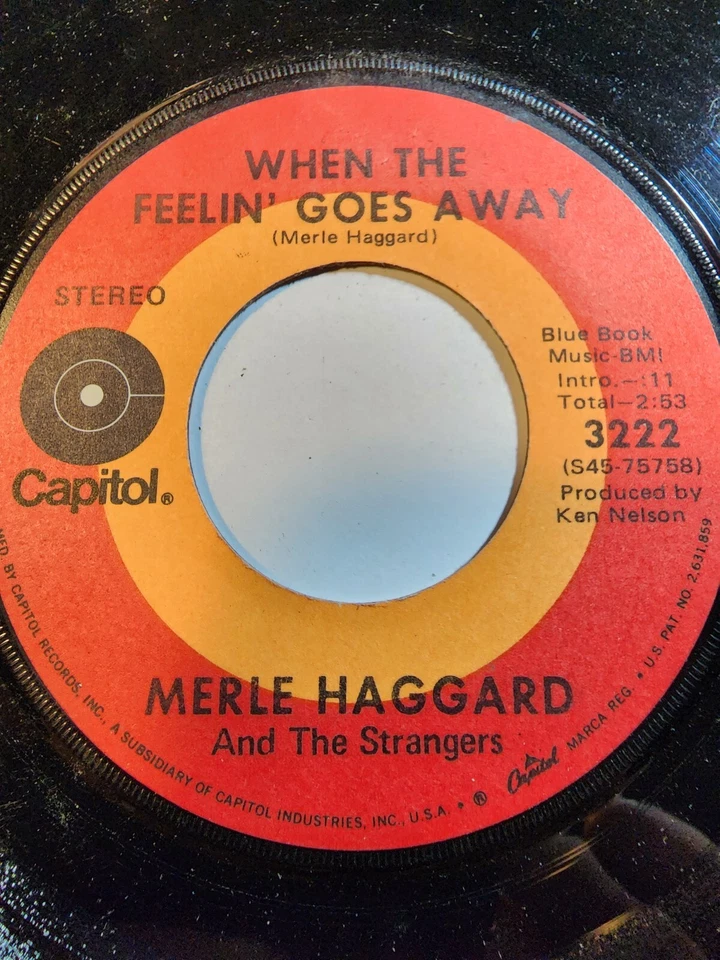 WHEN THE
FEELIN' GOES AWAY
(Merle Haggard)
STEREO
Capitol®
Blue Book
Music-BMI
Intro.—:11
Total—2:53
3222
(S45-75758)
Produced by
Ken Nelson
MERLE HAGGARD
And The Strangers
MFD. BY CAPITOL RECORDS, INC., A SUBSIDIARY OF CAPITOL INDUSTRIES, INC., U.S.A. • ® Capitol MARCA REG. • U.S. PAT. NO. 2,631,859